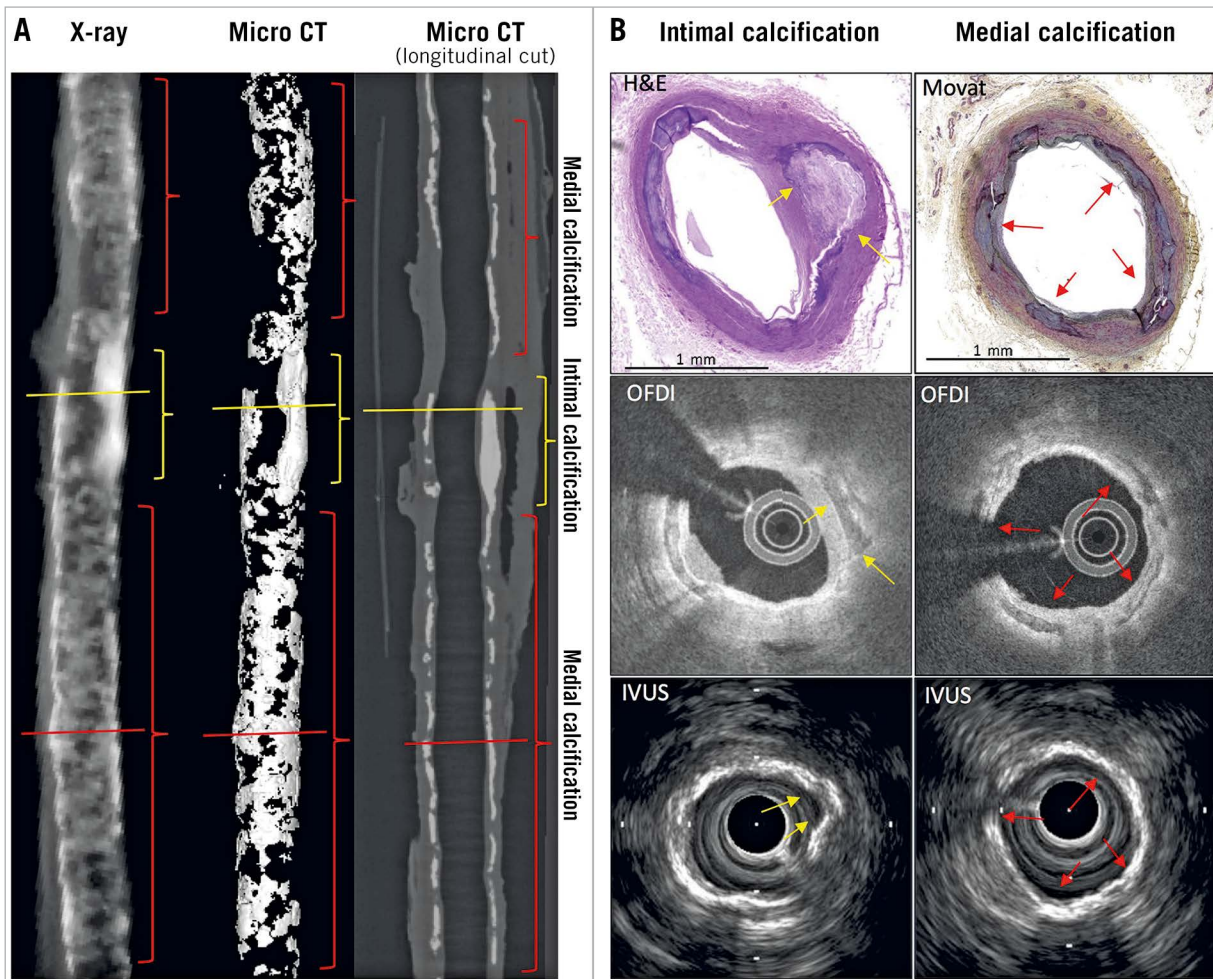 A
X-ray
Micro CT
Micro CT
(longitudinal cut)
Medial calcification
Intimal calcification
Medial calcification
B
Intimal calcification
Medial calcification
H&E
1 mm
Movat
1 mm
OFDI
OFDI
IVUS
IVUS